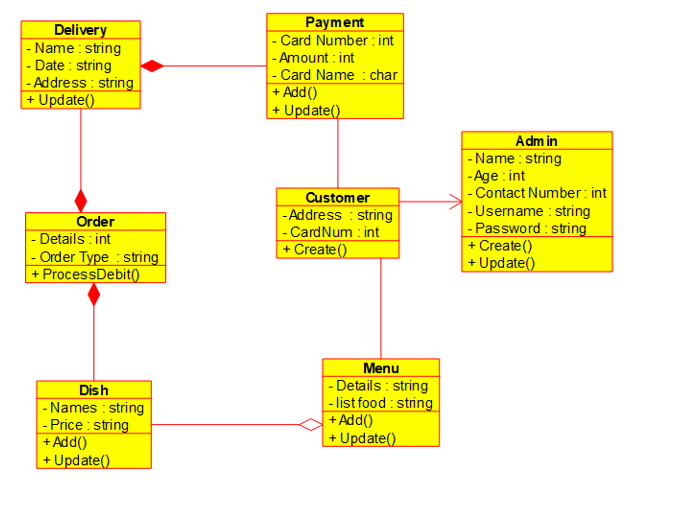 Delivery
- Name : string
- Date : string
- Address : string
+ Update()
Payment
- Card Number : int
- Amount : int
- Card Name : char
+ Add()
+ Update()
Admin
- Name : string
- Age : int
- Contact Number : int
- Username : string
- Password : string
+ Create()
+ Update()
Customer
- Address : string
- CardNum : int
+ Create()
Order
- Details : int
- Order Type : string
+ ProcessDebit()
Menu
- Details : string
- list food : string
+ Add()
+ Update()
Dish
- Names : string
- Price : string
+ Add()
+ Update()